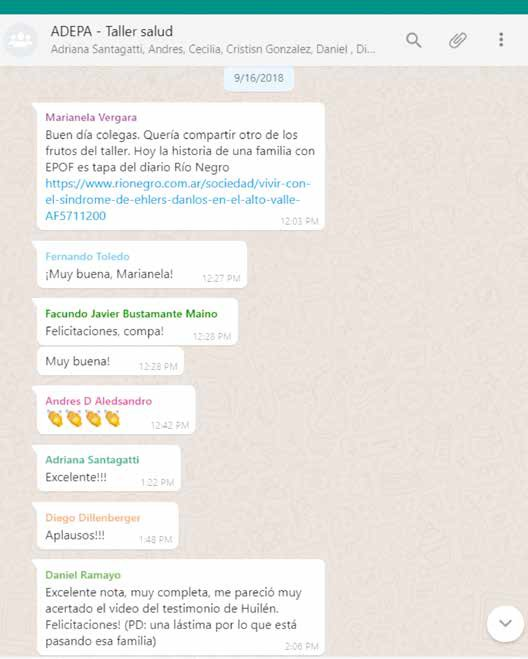 ADEPA - Taller salud
Adriana Santagatti, Andres, Cecilia, Cristisn Gonzalez, Daniel , Di...
9/16/2018
Marianela Vergara
Buen día colegas. Quería compartir otro de los
frutos del taller. Hoy la historia de una familia con
EPOF es tapa del diario Río Negro
https://www.rionegro.com.ar/sociedad/vivir-con-
el-sindrome-de-ehlers-danlos-en-el-alto-valle-
AF5711200
12:03 PM
Fernando Toledo
¡Muy buena, Marianela!
12:27 PM
Facundo Javier Bustamante Maino
Felicitaciones, compa!
12:28 PM
Muy buena!
12:28 PM
Andres D Aledsandro
12:42 PM
Adriana Santagatti
Excelente!!!
1:22 PM
Diego Dillenberger
Aplausos!!!
1:48 PM
Daniel Ramayo
Excelente nota, muy completa, me pareció muy
acertado el video del testimonio de Huilén.
Felicitaciones! (PD: una lástima por lo que está
pasando esa familia)
2:06 PM